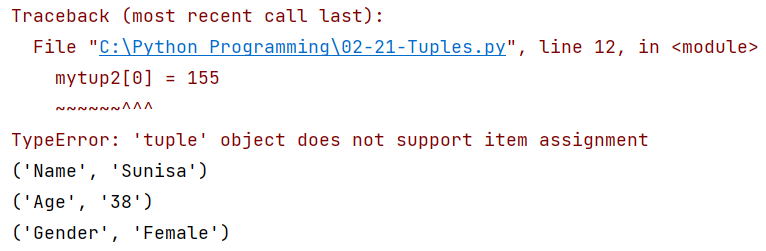 Traceback (most recent call last):
  File "C:\Python Programming\02-21-Tuples.py", line 12, in <module>
    mytup2[0] = 155
    ~~~~~~^^^
TypeError: 'tuple' object does not support item assignment
('Name', 'Sunisa')
('Age', '38')
('Gender', 'Female')